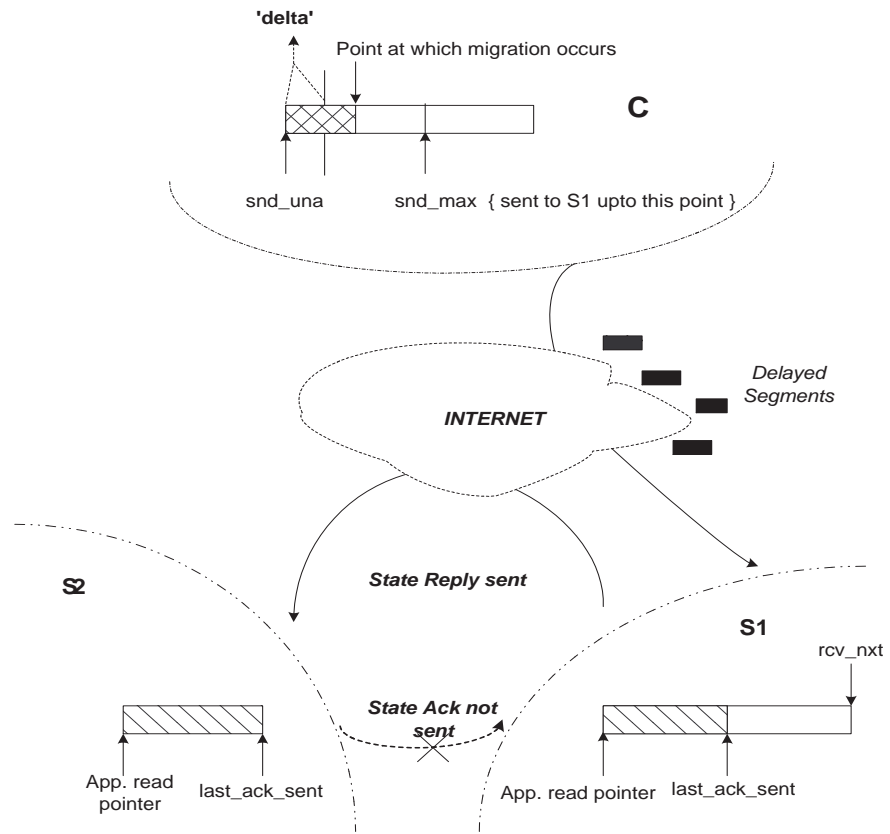 'delta'
Point at which migration occurs
C
snd_una
snd_max { sent to S1 upto this point }
Delayed
Segments
INTERNET
S2
State Reply sent
S1
rcv_nxt
State Ack not
sent
App. read
pointer
last_ack_sent
App. read pointer
last_ack_sent